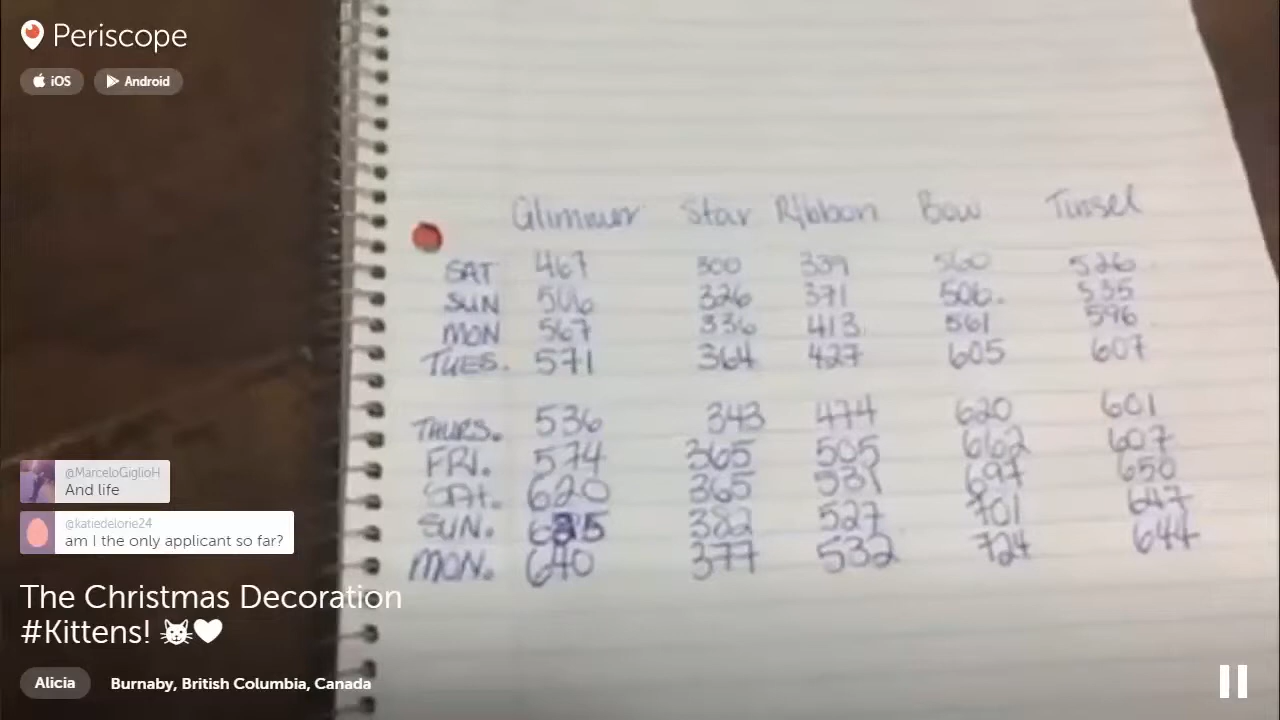 Periscope
iOS Android
Glimmer Star Ribbon Bow Tinsel
SAT 467 300 339 560 526
SUN 506 326 371 506. 535
MON 567 336 413 561 596
TUES. 571 364 427 605 607
THURS. 536 343 474 620 601
FRI. 574 365 505 662 607
SAT. 620 365 531 697 650
SUN. 382 527 701 647
MON. 640 377 532 724 644
@MarceloGiglioH
And life
@katiedelorie24
am I the only applicant so far?
The Christmas Decoration
#Kittens!
Alicia Burnaby, British Columbia, Canada